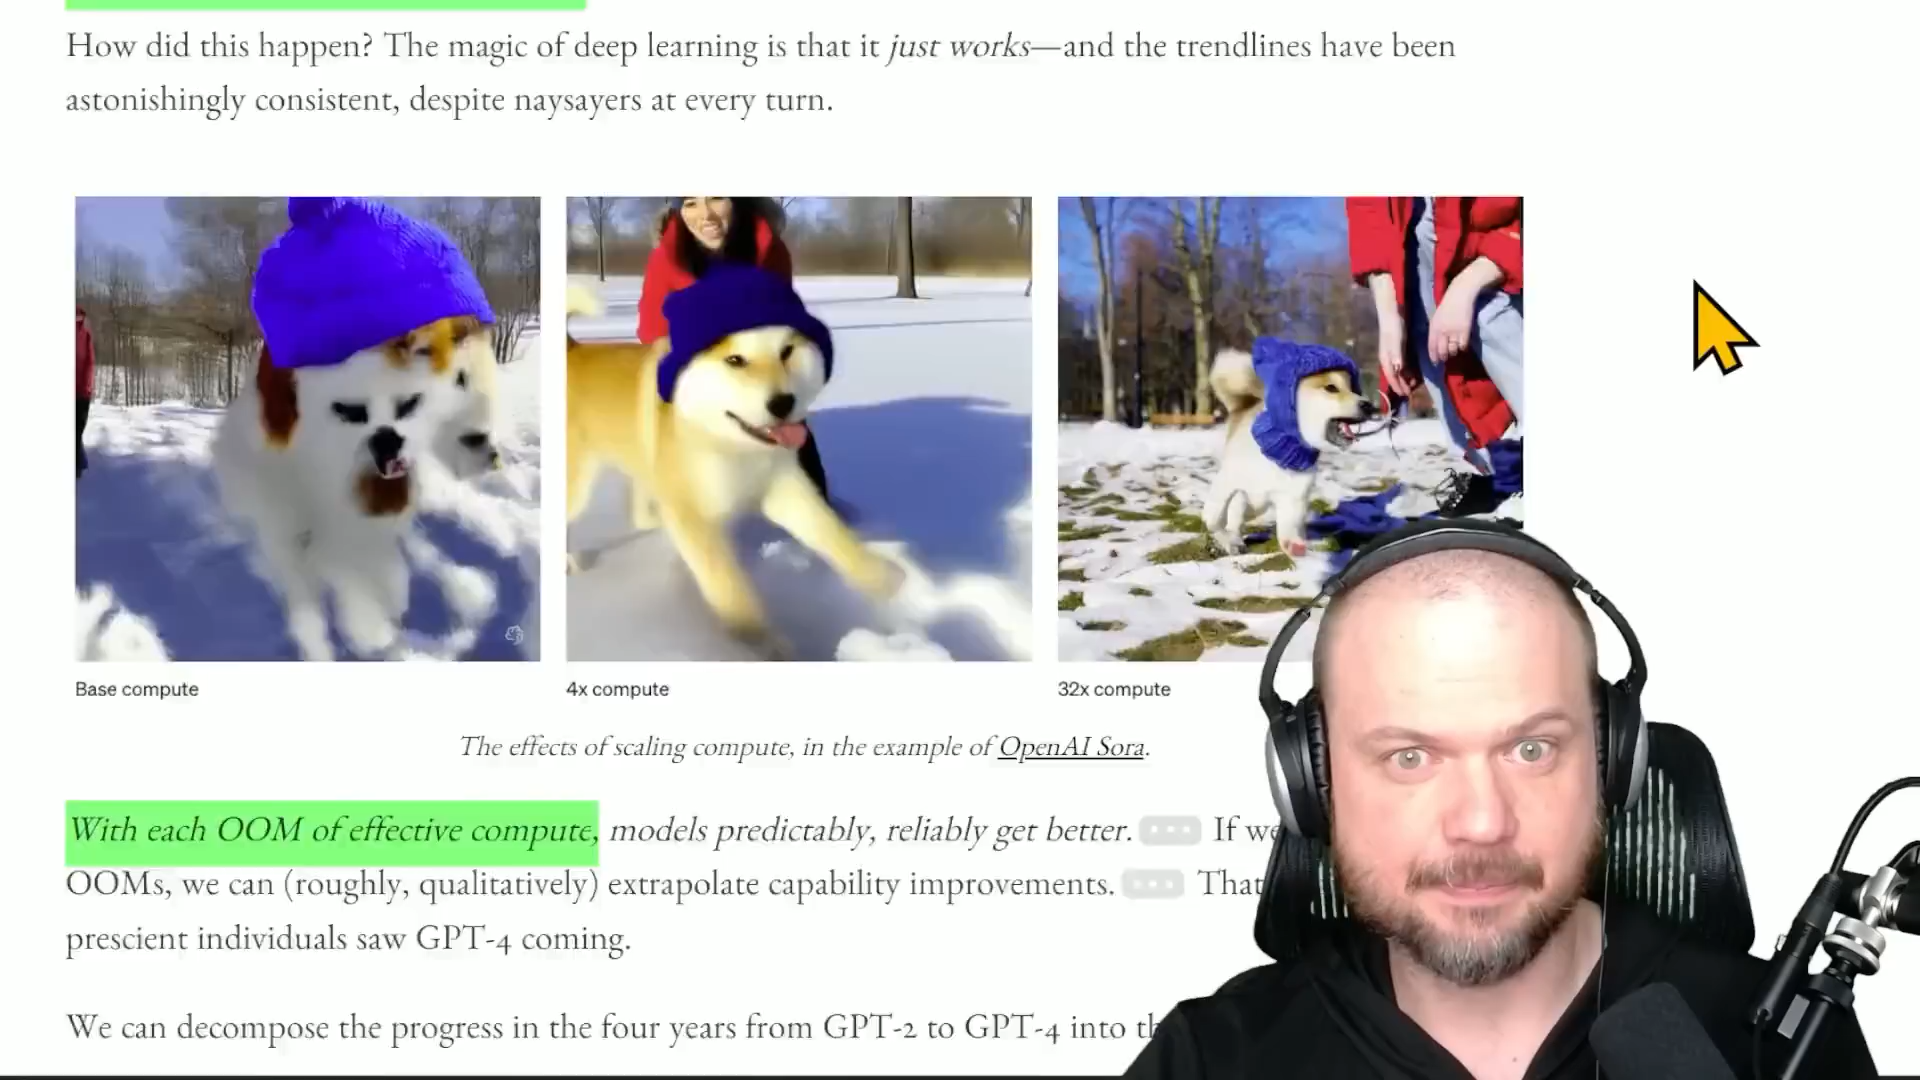 How did this happen? The magic of deep learning is that it just works—and the trendlines have been
astonishingly consistent, despite naysayers at every turn.
Base compute
4x compute
32x compute
The effects of scaling compute, in the example of OpenAI Sora.
With each OOM of effective compute, models predictably, reliably get better. If we
OOMs, we can (roughly, qualitatively) extrapolate capability improvements. That
prescient individuals saw GPT-4 coming.
We can decompose the progress in the four years from GPT-2 to GPT-4 into